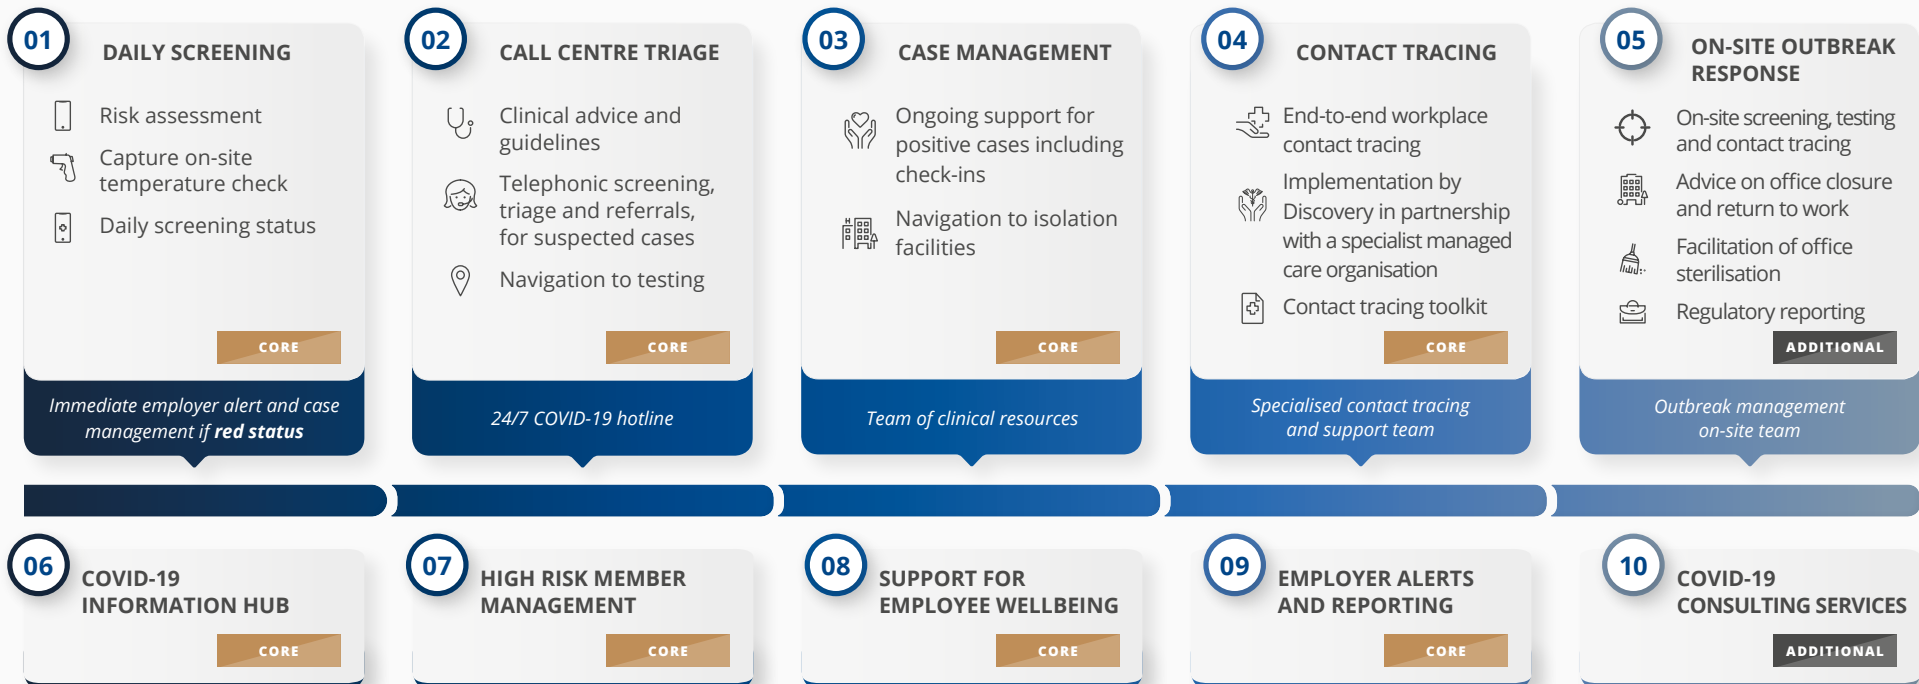 01
DAILY SCREENING
Risk assessment
Capture on-site
temperature check
Daily screening status
CORE
Immediate employer alert and case
management if red status
02
CALL CENTRE TRIAGE
Clinical advice and
guidelines
Telephonic screening,
triage and referrals,
for suspected cases
Navigation to testing
CORE
24/7 COVID-19 hotline
03
CASE MANAGEMENT
Ongoing support for
positive cases including
check-ins
Navigation to isolation
facilities
CORE
Team of clinical resources
04
CONTACT TRACING
End-to-end workplace
contact tracing
Implementation by
Discovery in partnership
with a specialist managed
care organisation
Contact tracing toolkit
CORE
Specialised contact tracing
and support team
05
ON-SITE OUTBREAK
RESPONSE
On-site screening, testing
and contact tracing
Advice on office closure
and return to work
Facilitation of office
sterilisation
Regulatory reporting
ADDITIONAL
Outbreak management
on-site team
06
COVID-19
INFORMATION HUB
CORE
07
HIGH RISK MEMBER
MANAGEMENT
CORE
08
SUPPORT FOR
EMPLOYEE WELLBEING
CORE
09
EMPLOYER ALERTS
AND REPORTING
CORE
10
COVID-19
CONSULTING SERVICES
ADDITIONAL